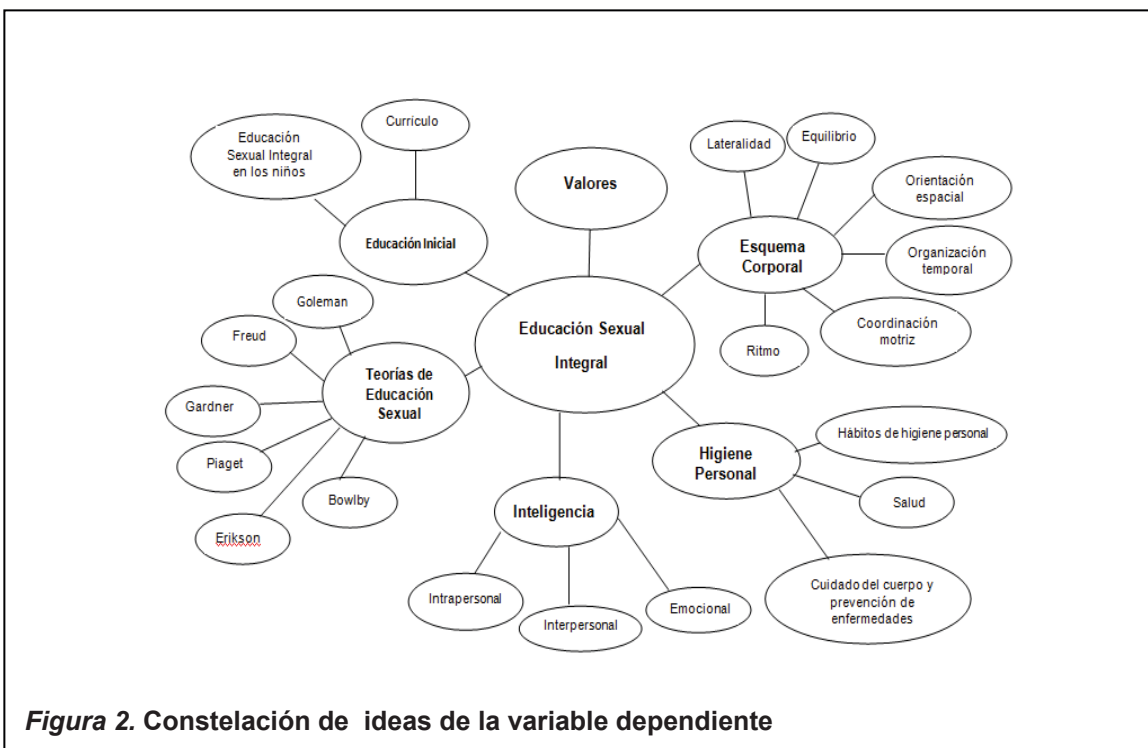 Currículo
Educación
Sexual Integral
en los niños
Educación Inicial
Valores
Lateralidad
Equilibrio
Orientación
espacial
Esquema
Corporal
Organización
temporal
Coordinación
motriz
Ritmo
Educación Sexual
Integral
Goleman
Freud
Teorías de
Educación
Sexual
Gardner
Piaget
Erikson
Bowlby
Inteligencia
Intrapersonal
Interpersonal
Emocional
Higiene
Personal
Hábitos de higiene personal
Salud
Cuidado del cuerpo y
prevención de
enfermedades
Figura 2. Constelación de ideas de la variable dependiente